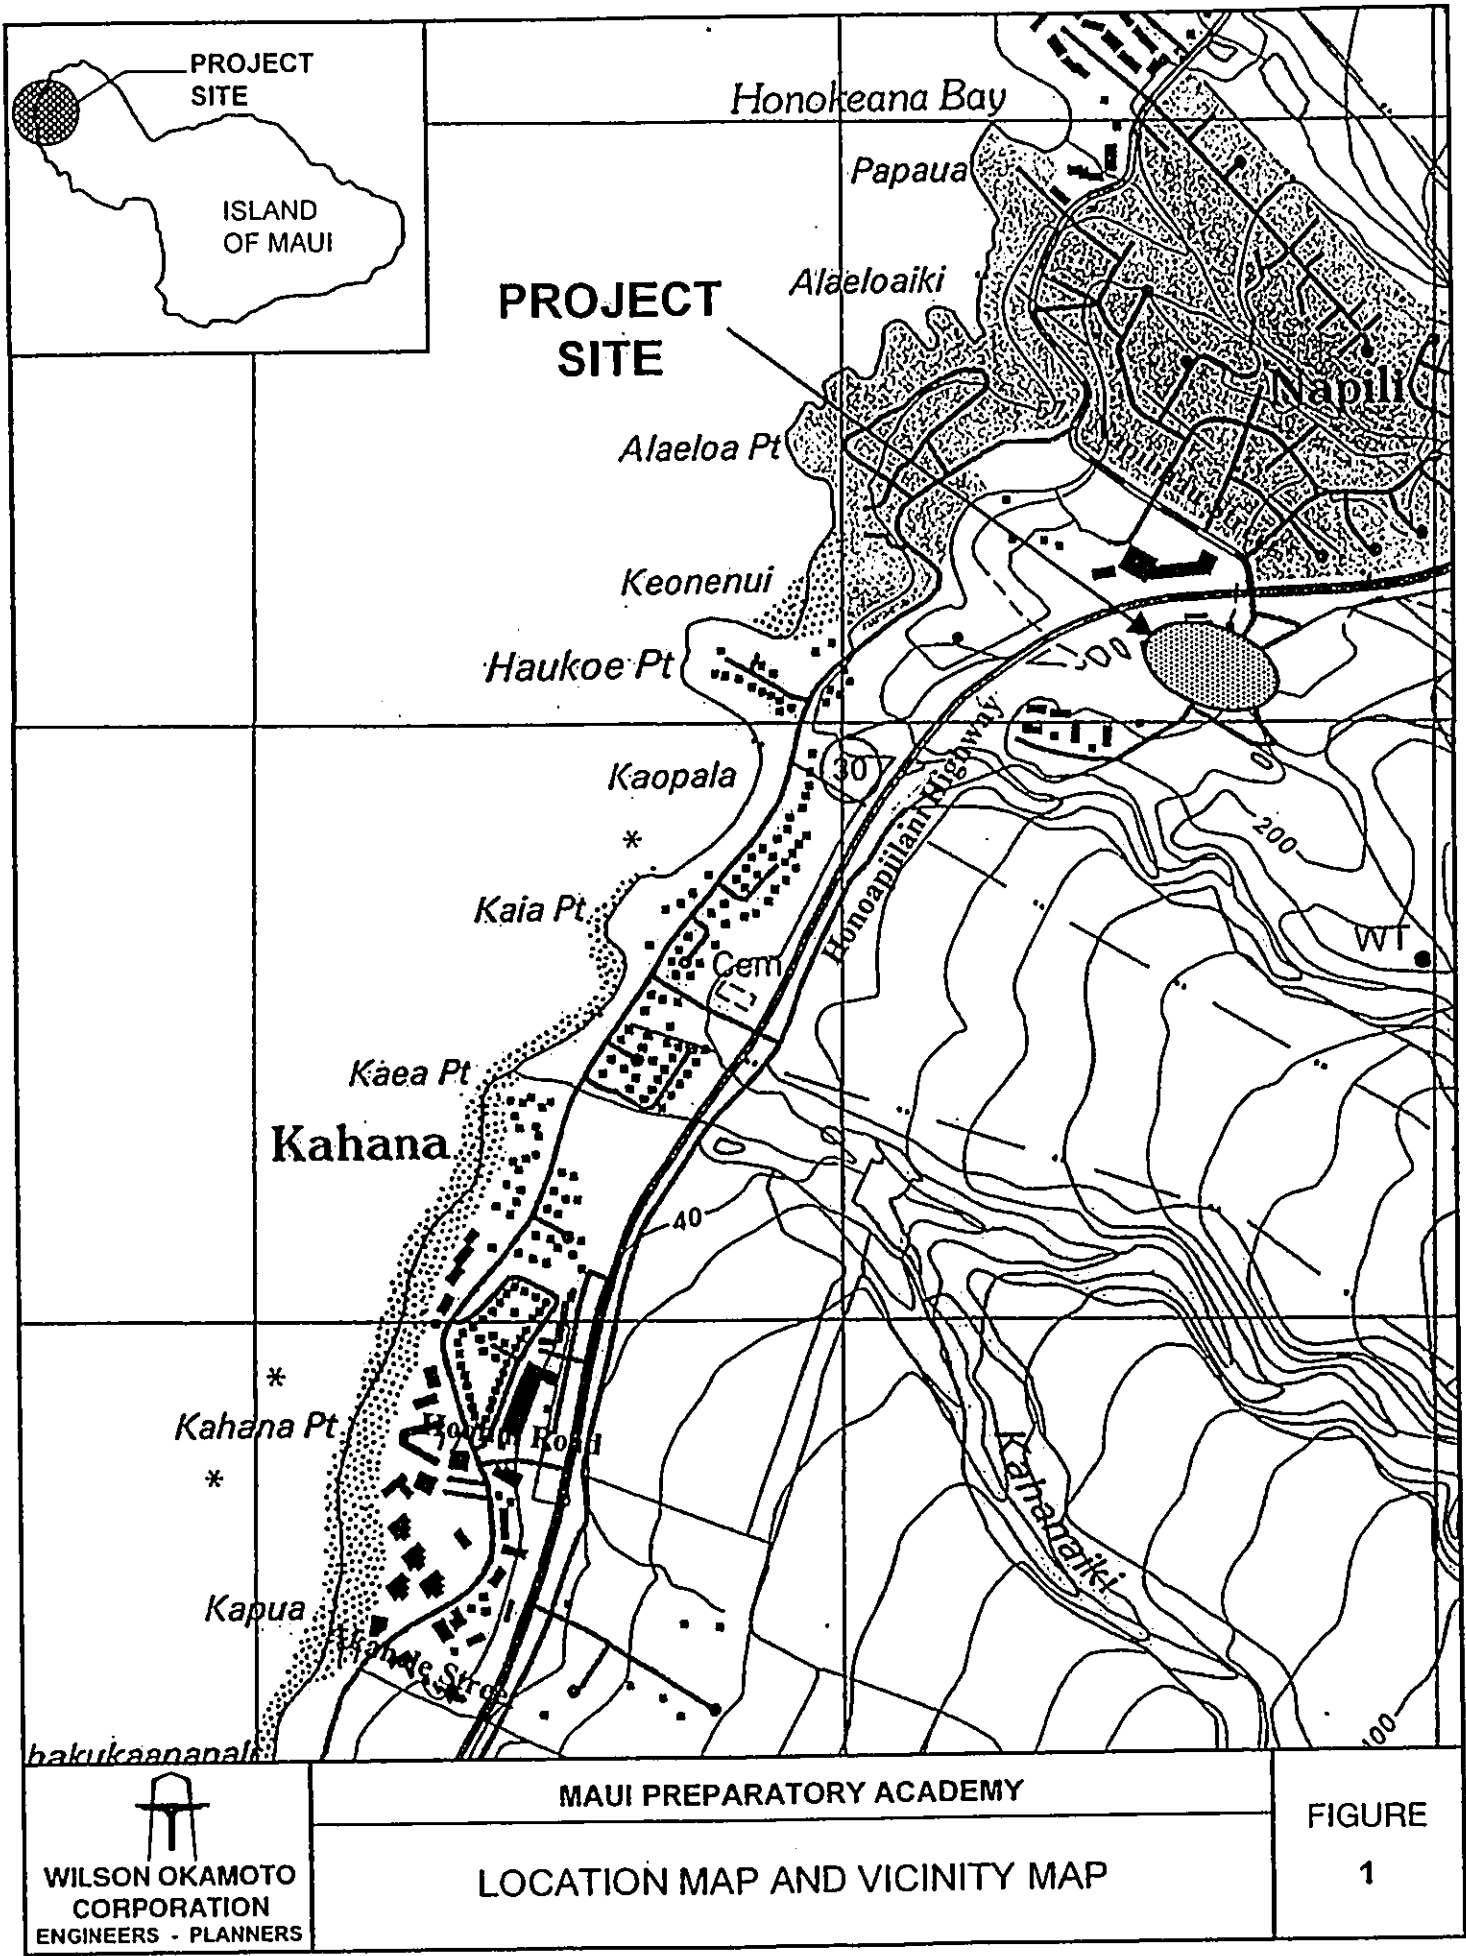 PROJECT
SITE
ISLAND
OF MAUI
Honokeana Bay
Papaua
Alaeloaiki
PROJECT
SITE
Napili
57
Alaeloa Pt
Keonenui
Haukoe Pt
Kaopala
30
Honoapiilani Highway
200
Kaia Pt
WT
Cem
Kaea Pt
Kahana
40
Kahana Pt
Road
Kahanaiki
Kapua
400
MAUI PREPARATORY ACADEMY
LOCATION MAP AND VICINITY MAP
FIGURE
1
WILSON OKAMOTO
CORPORATION
ENGINEERS - PLANNERS